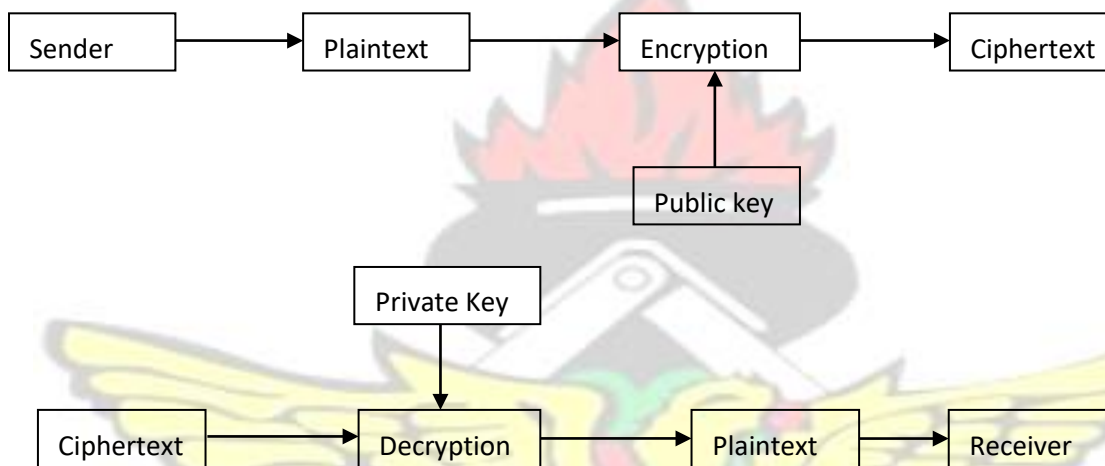 Sender Plaintext Encryption Ciphertext
Public key
Private Key
Ciphertext Decryption Plaintext Receiver